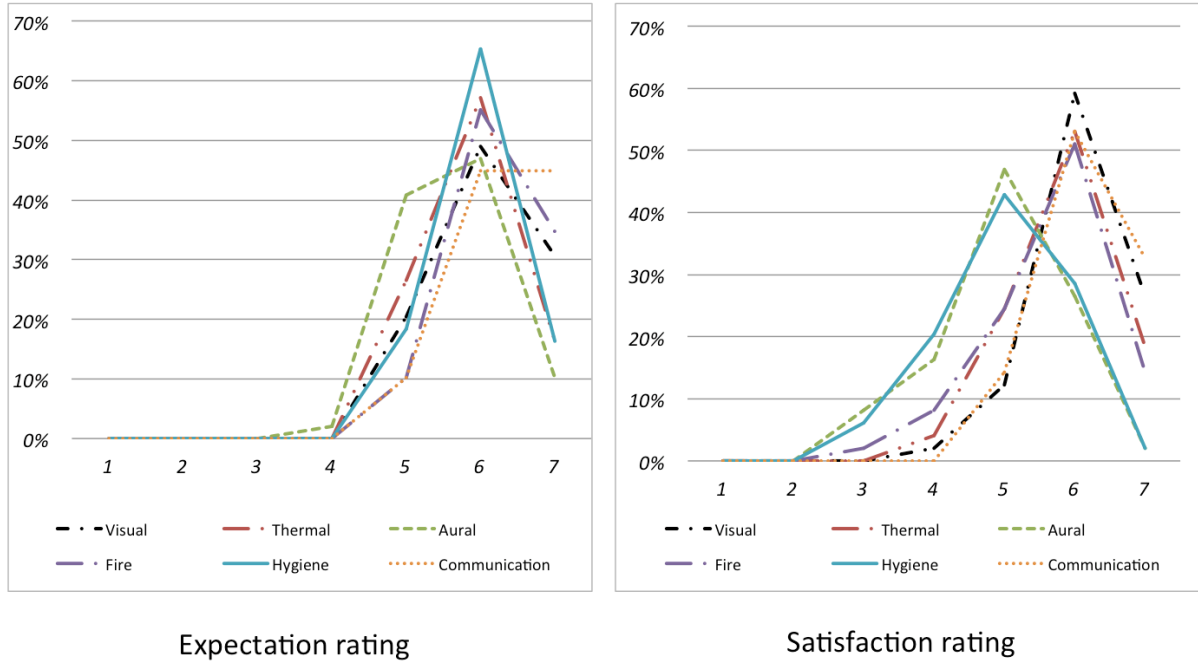 70%
60%
50%
40%
30%
20%
10%
0%
1 2 3 4 5 6 7
Visual Thermal Aural
Fire Hygiene Communication
Expectation rating
70%
60%
50%
40%
30%
20%
10%
0%
1 2 3 4 5 6 7
Visual Thermal Aural
Fire Hygiene Communication
Satisfaction rating